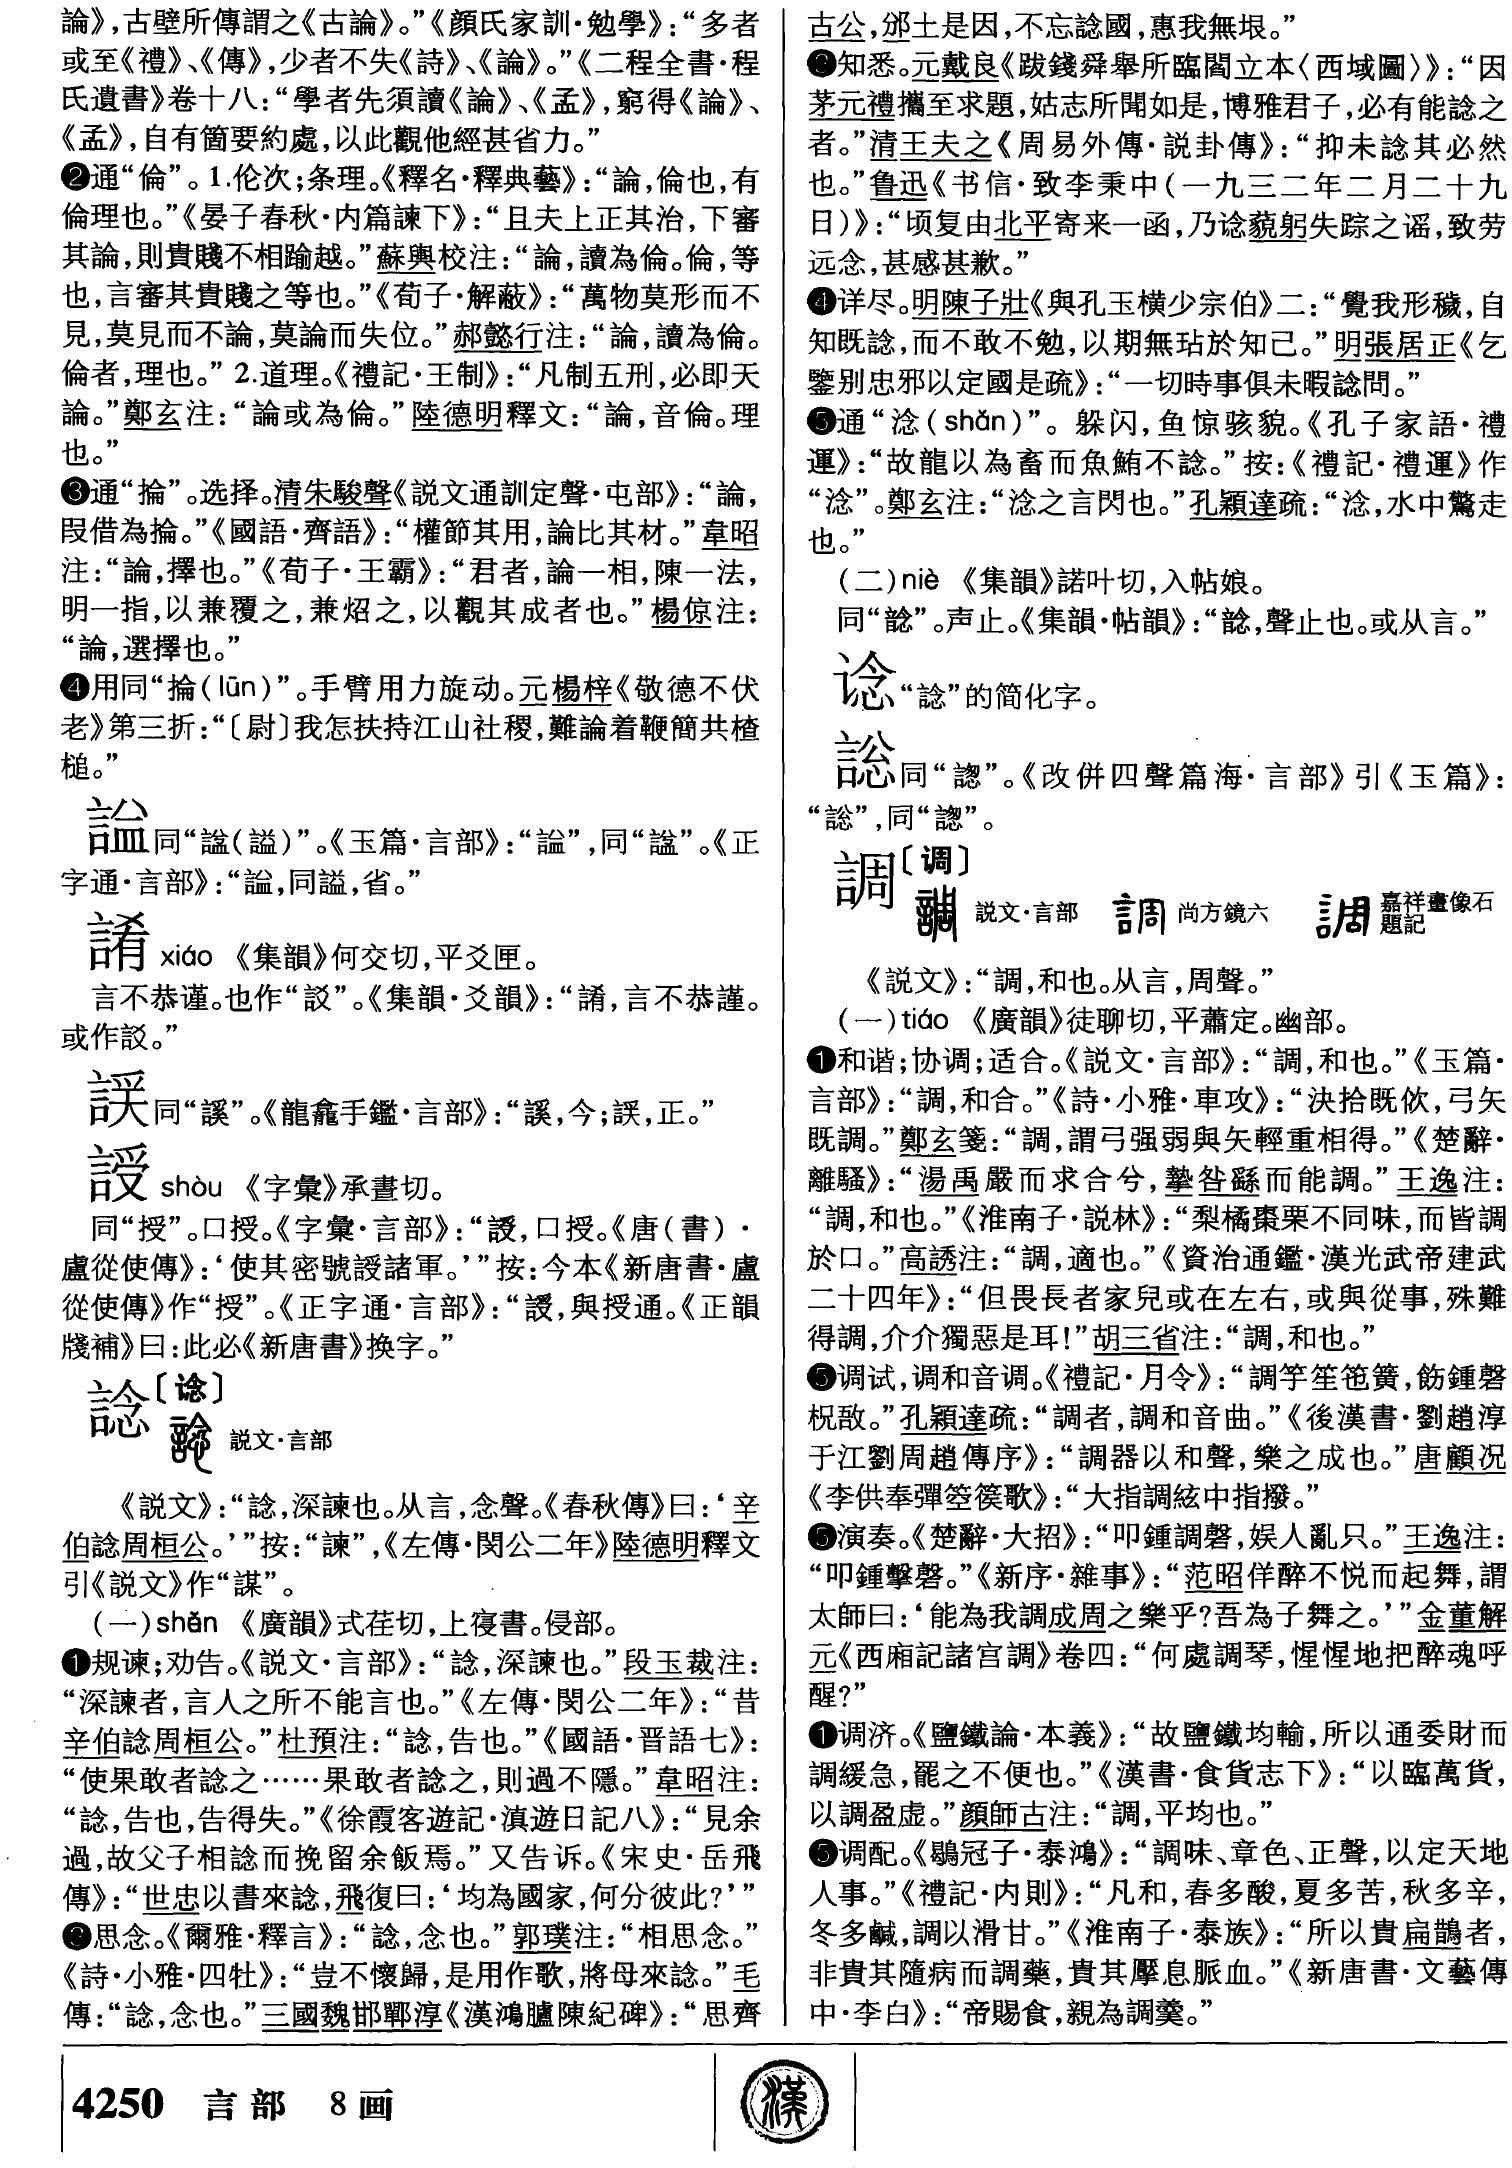 論》，古壁所傳謂之《古論》。”《顔氏家訓·勉學》：“多者
或至《禮》、《傳》，少者不失《詩》、《論》。”《二程全書·程
氏遺書》卷十八：“學者先須讀《論》、《孟》，窮得《論》、
《孟》，自有箇要約處，以此觀他經甚省力。”
❷通“倫”。1.伦次；条理。《釋名·釋典藝》：“論，倫也，有
倫理也。”《晏子春秋·内篇諫下》：“且夫上正其治，下審
其論，則貴賤不相踰越。”蘇輿校注：“論，讀為倫。倫，等
也，言審其貴賤之等也。”《荀子·解蔽》：“萬物莫形而不
見，莫見而不論，莫論而失位。”郝懿行注：“論，讀為倫。
倫者，理也。”2.道理。《禮記·王制》：“凡制五刑，必即天
論。”鄭玄注：“論或為倫。”陸德明釋文：“論，音倫。理
也。”
❸通“掄”。选择。清朱駿聲《説文通訓定聲·屯部》：“論，
叚借為掄。”《國語·齊語》：“權節其用，論比其材。”韋昭
注：“論，擇也。”《荀子·王霸》：“君者，論一相，陳一法，
明一指，以兼覆之，兼炤之，以觀其成者也。”楊倞注：
“論，選擇也。”
❹用同“掄（lūn）”。手臂用力旋动。元楊梓《敬德不伏
老》第三折：“〔尉〕我怎扶持江山社稷，難論着鞭簡共楂
槌。”
䛑同“諡（謚）”。《玉篇·言部》：“䛑”，同“諡”。《正
字通·言部》：“䛑，同謚，省。”
誵 xiáo 《集韻》何交切，平爻匣。
言不恭谨。也作“詨”。《集韻·爻韻》：“誵，言不恭謹。
或作詨。”
同“謑”。《龍龕手鑑·言部》：“謑，今；，正。”
䛵 shòu 《字彙》承晝切。
同“授”。口授。《字彙·言部》：“䛵，口授。《唐（書）·
盧從使傳》：‘使其密號䛵諸軍。’”按：今本《新唐書·盧
從使傳》作“授”。《正字通·言部》：“䛵，與授通。《正韻
牋補》曰：此必《新唐書》换字。”
諗〔谂〕
説文·言部
《説文》：“諗，深諫也。从言，念聲。《春秋傳》曰：‘辛
伯諗周桓公。’”按：“諫”，《左傳·閔公二年》陸德明釋文
引《説文》作“謀”。
（一）shěn 《廣韻》式荏切，上寑書。侵部。
❶规谏；劝告。《説文·言部》：“諗，深諫也。”段玉裁注：
“深諫者，言人之所不能言也。”《左傳·閔公二年》：“昔
辛伯諗周桓公。”杜預注：“諗，告也。”《國語·晋語七》：
“使果敢者諗之……果敢者諗之，則過不隱。”韋昭注：
“諗，告也，告得失。”《徐霞客遊記·滇遊日記八》：“見余
過，故父子相諗而挽留余飯焉。”又告诉。《宋史·岳飛
傳》：“世忠以書來諗，飛復曰：‘均為國家，何分彼此？’”
❷思念。《爾雅·釋言》：“諗，念也。”郭璞注：“相思念。”
《詩·小雅·四牡》：“豈不懷歸，是用作歌，將母來諗。”毛
傳：“諗，念也。”三國魏邯鄲淳《漢鴻臚陳紀碑》：“思齊
古公，邠土是因，不忘諗國，惠我無垠。”
❸知悉。元戴良《跋錢舜舉所臨閻立本〈西域圖〉》：“因
茅元禮攜至求題，姑志所聞如是，博雅君子，必有能諗之
者。”清王夫之《周易外傳·説卦傳》：“抑未諗其必然
也。”鲁迅《书信·致李秉中（一九三二年二月二十九
日）》：“顷复由北平寄来一函，乃谂藐躬失踪之谣，致劳
远念，甚感甚歉。”
❹详尽。明陳子壯《與孔玉横少宗伯》二：“覺我形穢，自
知既諗，而不敢不勉，以期無玷於知己。”明張居正《乞
鑒别忠邪以定國是疏》：“一切時事俱未暇諗問。”
❺通“淰（shǎn）”。躲闪，鱼惊骇貌。《孔子家語·禮
運》：“故龍以為畜而魚鮪不諗。”按：《禮記·禮運》作
“淰”。鄭玄注：“淰之言閃也。”孔穎達疏：“淰，水中驚走
也。”
（二）niè 《集韻》諾叶切，入帖娘。
同“䭃”。声止。《集韻·帖韻》：“䭃，聲止也。或从言。”
谂“諗”的简化字。
同“謥”。《改併四聲篇海·言部》引《玉篇》：
“”，同“謥”。
調〔调〕
説文·言部 尚方鏡六 嘉祥畫像石題記
《説文》：“調，和也。从言，周聲。”
（一）tiáo 《廣韻》徒聊切，平蕭定。幽部。
❶和谐；协调；适合。《説文·言部》：“調，和也。”《玉篇·
言部》：“調，和合。”《詩·小雅·車攻》：“決拾既佽，弓矢
既調。”鄭玄箋：“調，謂弓强弱與矢輕重相得。”《楚辭·
離騷》：“湯禹嚴而求合兮，摯咎繇而能調。”王逸注：
“調，和也。”《淮南子·説林》：“梨橘棗栗不同味，而皆調
於口。”高誘注：“調，適也。”《資治通鑑·漢光武帝建武
二十四年》：“但畏長者家兒或在左右，或與從事，殊難
得調，介介獨惡是耳！”胡三省注：“調，和也。”
❺调试，调和音调。《禮記·月令》：“調竽笙竾簧，飭鍾磬
柷敔。”孔穎達疏：“調者，調和音曲。”《後漢書·劉趙淳
于江劉周趙傳序》：“調器以和聲，樂之成也。”唐顧况
《李供奉彈箜篌歌》：“大指調絃中指撥。”
❺演奏。《楚辭·大招》：“叩鍾調磬，娱人亂只。”王逸注：
“叩鍾擊磬。”《新序·雜事》：“范昭佯醉不悦而起舞，謂
太師曰：‘能為我調成周之樂乎？吾為子舞之。’”金董解
元《西廂記諸宫調》卷四：“何處調琴，惺惺地把醉魂呼
醒？”
❶调济。《鹽鐵論·本義》：“故鹽鐵均輸，所以通委財而
調緩急，罷之不便也。”《漢書·食貨志下》：“以臨萬貨，
以調盈虚。”顔師古注：“調，平均也。”
❺调配。《鶡冠子·泰鴻》：“調味、章色、正聲，以定天地
人事。”《禮記·内則》：“凡和，春多酸，夏多苦，秋多辛，
冬多鹹，調以滑甘。”《淮南子·泰族》：“所以貴扁鵲者，
非貴其隨病而調藥，貴其壓息脈血。”《新唐書·文藝傳
中·李白》：“帝賜食，親為調羹。”
4250 言部 8画
漢